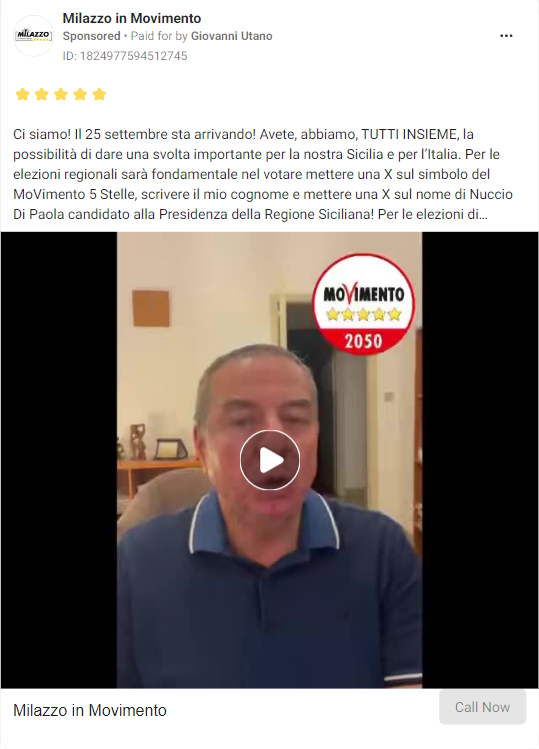 Milazzo in Movimento
Sponsored • Paid for by Giovanni Utano
ID: 1824977594512745
Ci siamo! Il 25 settembre sta arrivando! Avete, abbiamo, TUTTI INSIEME, la
possibilità di dare una svolta importante per la nostra Sicilia e per l'Italia. Per le
elezioni regionali sarà fondamentale nel votare mettere una X sul simbolo del
MoVimento 5 Stelle, scrivere il mio cognome e mettere una X sul nome di Nuccio
Di Paola candidato alla Presidenza della Regione Siciliana! Per le elezioni di...
MOVIMENTO
2050
Milazzo in Movimento
Call Now